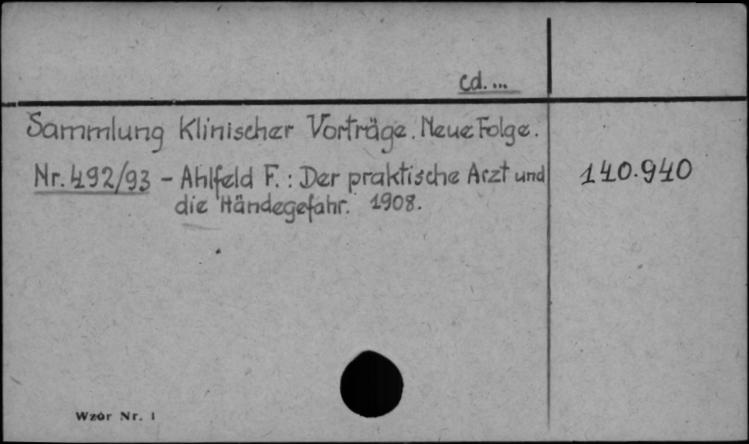 cd. ...
Sammlung Klinischer Vorträge. Neue Folge.
Nr. 492/93 - Ahlfeld F.: Der praktische Arzt und 140.940
die Händegefahr. 1908.
Wzór Nr. 1